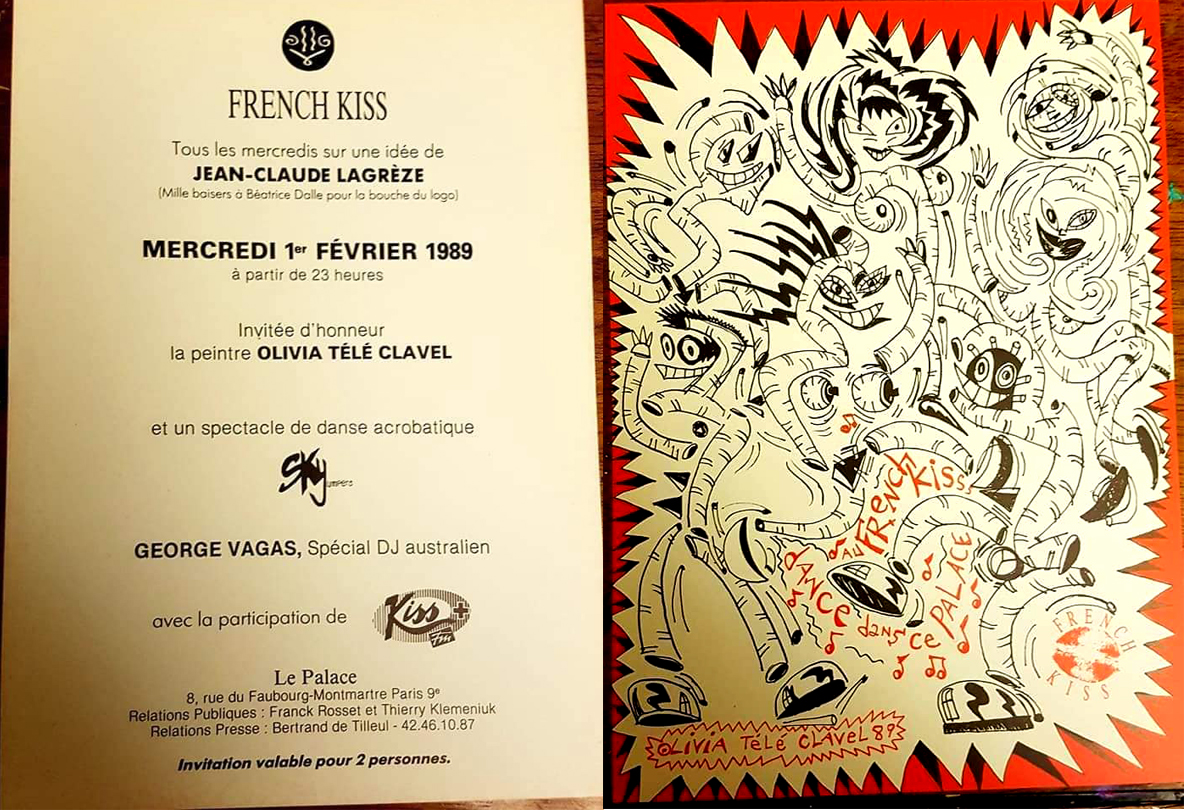 FRENCH KISS
Tous les mercredis sur une idée de
JEAN-CLAUDE LAGRÈZE
(Mille baisers à Béatrice Dalle pour la bouche du logo)
MERCREDI 1er FÉVRIER 1989
à partir de 23 heures
Invitée d'honneur
la peintre OLIVIA TÉLÉ CLAVEL
et un spectacle de danse acrobatique
SKyjumpers
GEORGE VAGAS, Spécial DJ australien
avec la participation de
Kiss +
fm
Le Palace
8, rue du Faubourg-Montmartre Paris 9e
Relations Publiques : Franck Rosset et Thierry Klemeniuk
Relations Presse : Bertrand de Tilleul - 42.46.10.87
Invitation valable pour 2 personnes.
AU FRENCH KISS
DANCE
dansce
PALACE
FRENCH
KISS
OLIVIA TéLé CLAVEL 89